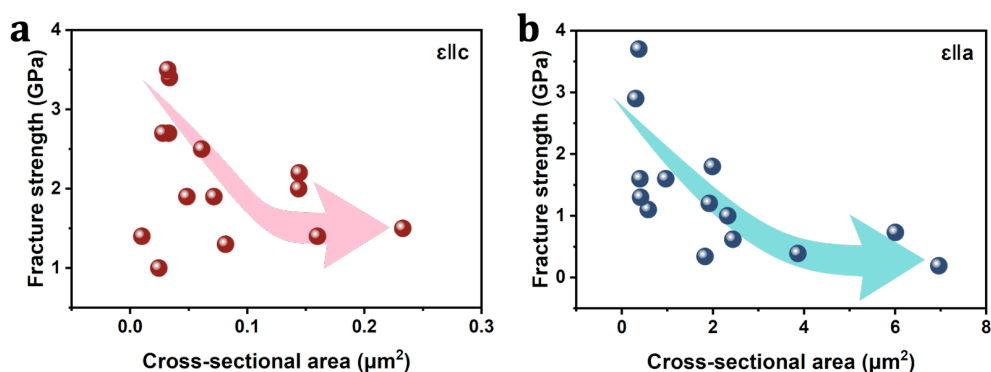 a
ε||c
Fracture strength (GPa)
4
3
2
1
0.0 0.1 0.2 0.3
Cross-sectional area (μm²)
b
ε||a
Fracture strength (GPa)
4
3
2
1
0
0 2 4 6 8
Cross-sectional area (μm²)